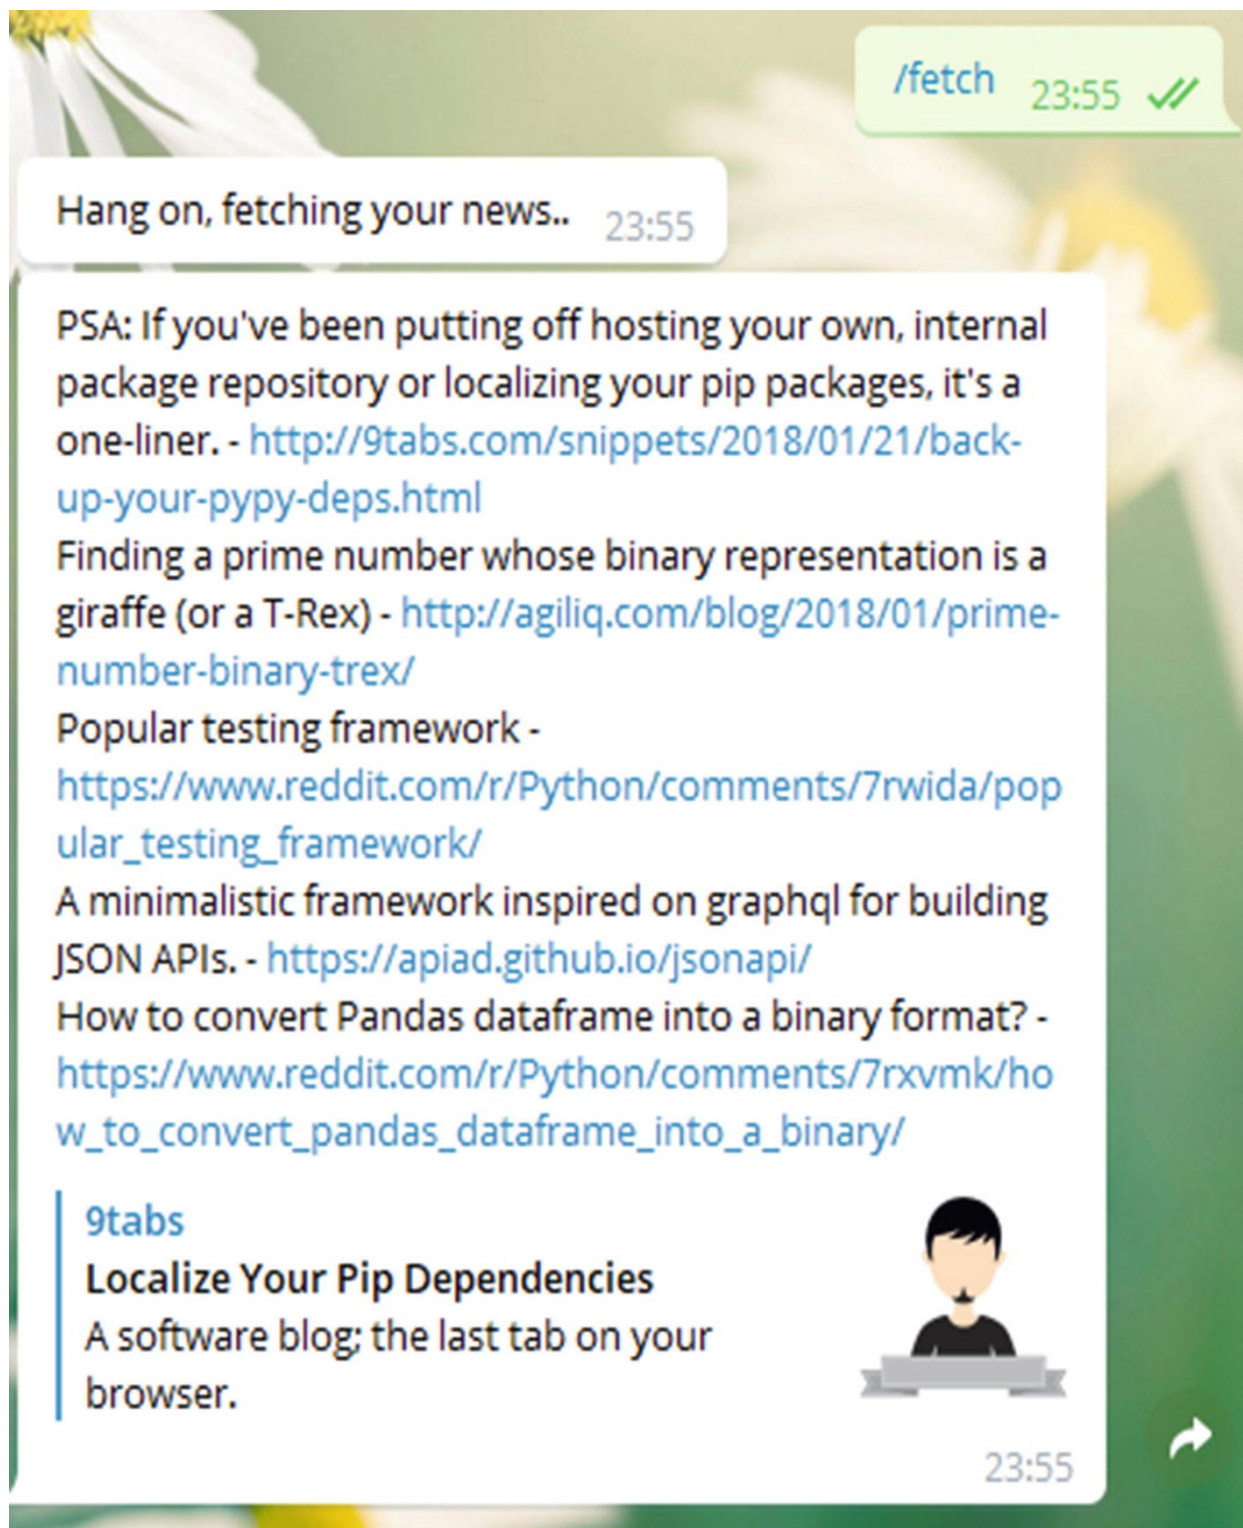 /fetch 23:55
Hang on, fetching your news.. 23:55
PSA: If you've been putting off hosting your own, internal
package repository or localizing your pip packages, it's a
one-liner. - http://9tabs.com/snippets/2018/01/21/back-
up-your-pypy-deps.html
Finding a prime number whose binary representation is a
giraffe (or a T-Rex) - http://agiliq.com/blog/2018/01/prime-
number-binary-trex/
Popular testing framework -
https://www.reddit.com/r/Python/comments/7rwida/pop
ular_testing_framework/
A minimalistic framework inspired on graphql for building
JSON APIs. - https://apiad.github.io/jsonapi/
How to convert Pandas dataframe into a binary format? -
https://www.reddit.com/r/Python/comments/7rxvmk/ho
w_to_convert_pandas_dataframe_into_a_binary/
9tabs
Localize Your Pip Dependencies
A software blog; the last tab on your
browser.
23:55